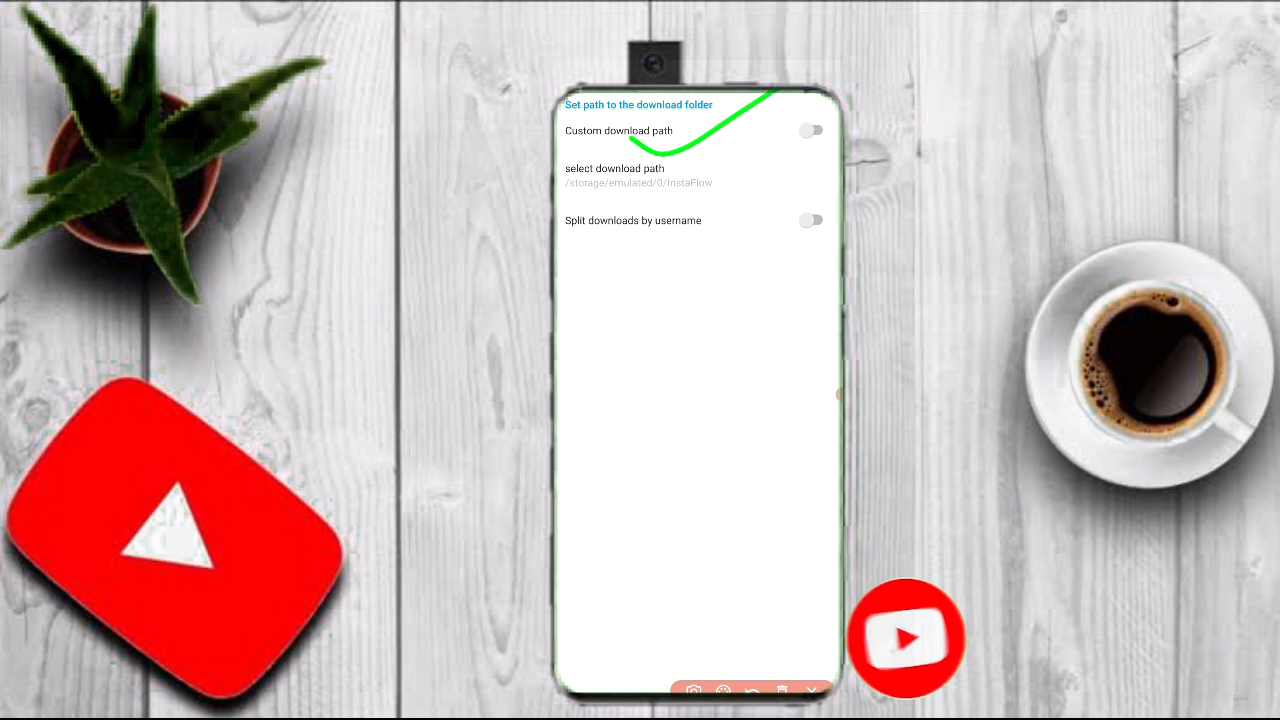 Set path to the download folder
Custom download path
select download path
/storage/emulated/0/InstaFlow
Split downloads by username